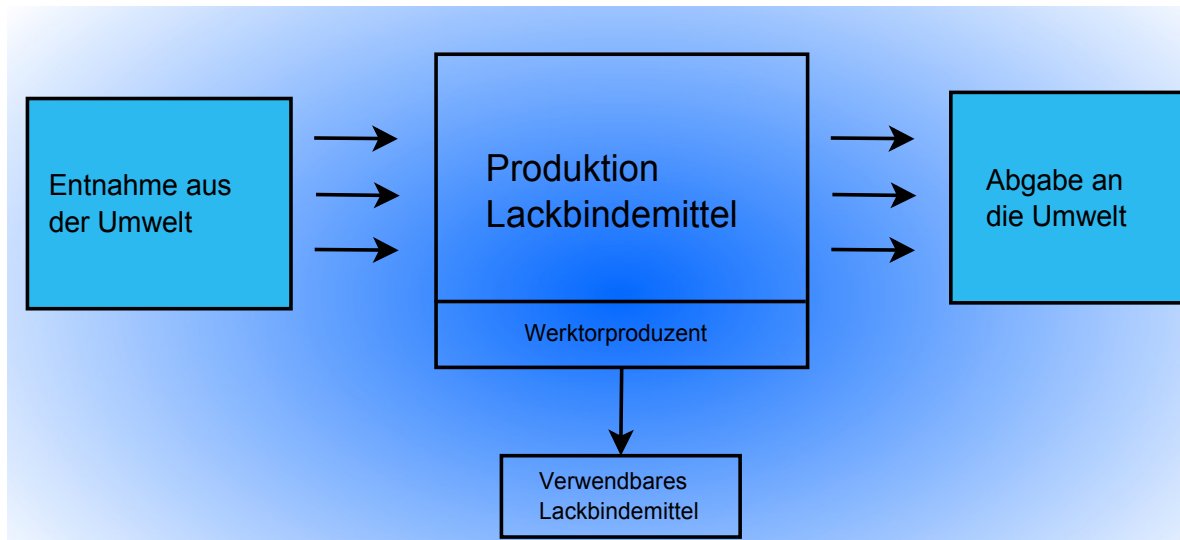 Entnahme aus
der Umwelt
Produktion
Lackbindemittel
Werktorproduzent
Verwendbares
Lackbindemittel
Abgabe an
die Umwelt